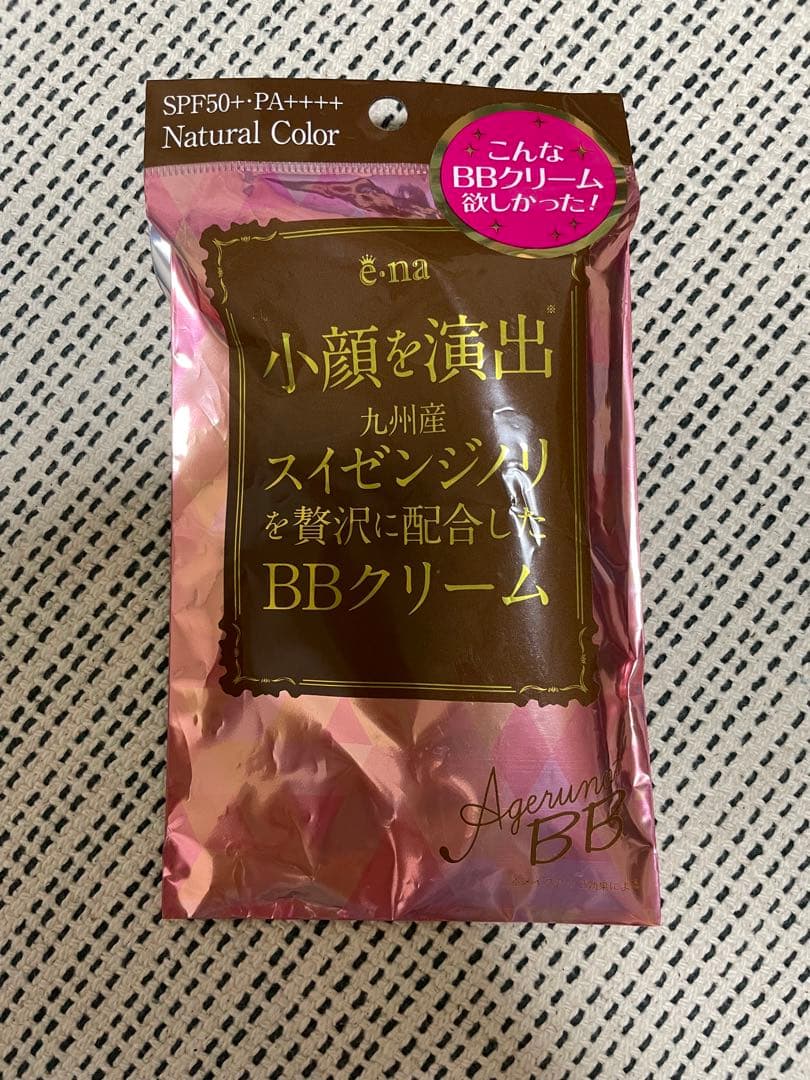 SPF50+・PA++++
Natural Color
こんな
BBクリーム
欲しかった!
e・na
小顔を演出※
九州産
スイゼンジノリ
を贅沢に配合した
BBクリーム
BB